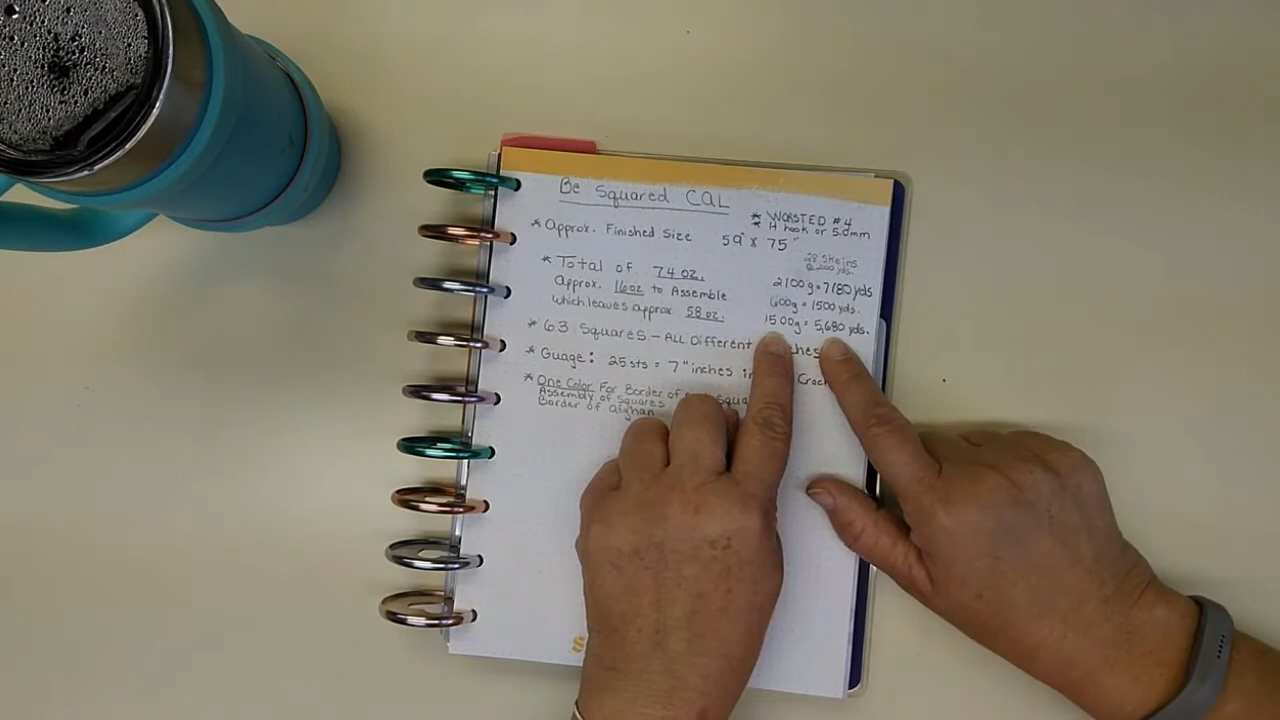 Be Squared CAL
* WORSTED #4
* H hook or 5.0mm
* Approx. Finished Size 59" x 75"
28 Skeins
@ 200 yds.
* Total of 74 oz.
2100g = 7180 yds
Approx. 16oz to Assemble
600g = 1500 yds.
which leaves approx 58 oz.
1500g = 5,680 yds.
* 63 Squares - ALL Different
* Guage: 25 sts = 7" inches
* One Color For Border of
Assembly of Squares
Border of Afghan